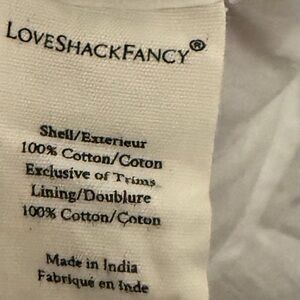 LOVESHACKFANCY®
Shell/Exterieur
100% Cotton/Coton
Exclusive of Trims
Lining/Doublure
100% Cotton/Coton
Made in India
Fabriqué en Inde